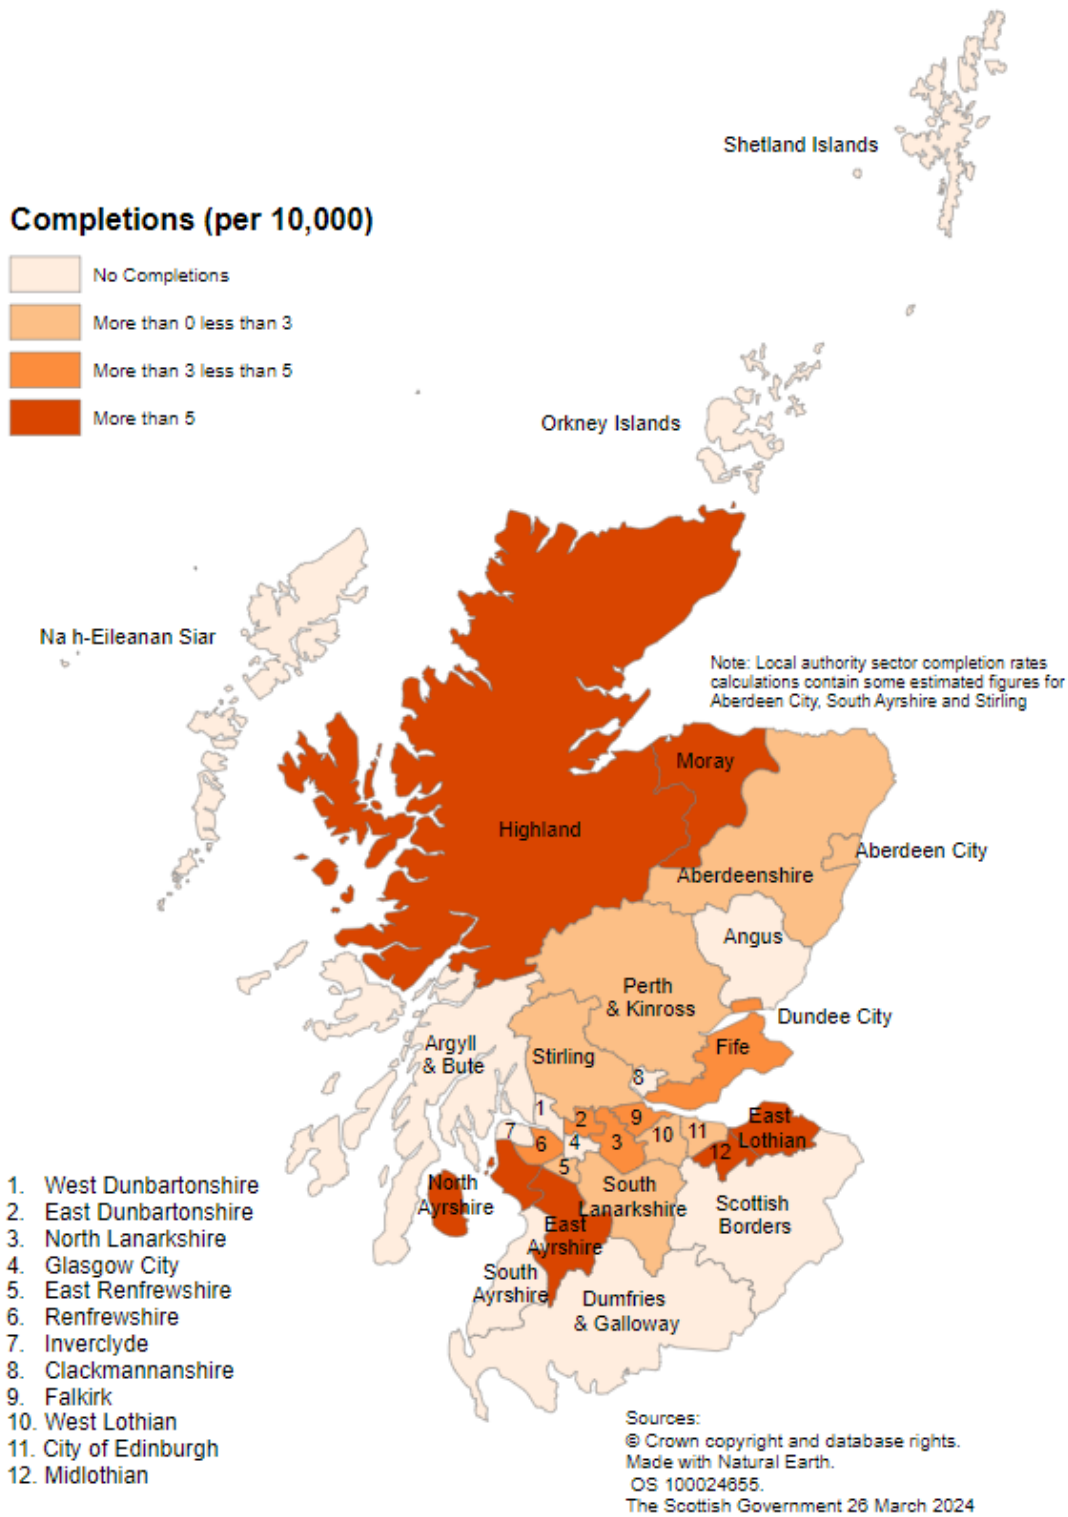 Shetland Islands
Completions (per 10,000)
No Completions
More than 0 less than 3
More than 3 less than 5
More than 5
Orkney Islands
Na h-Eileanan Siar
Note: Local authority sector completion rates
calculations contain some estimated figures for
Aberdeen City, South Ayrshire and Stirling
Moray
Highland
Aberdeen City
Aberdeenshire
Angus
Perth
& Kinross
Dundee City
Argyll
& Bute
Stirling
Fife
8
1
2
9
7
6
4
3
10
11
East
Lothian
12
5
North
Ayrshire
South
Lanarkshire
Scottish
Borders
East
Ayrshire
South
Ayrshire
Dumfries
& Galloway
1. West Dunbartonshire
2. East Dunbartonshire
3. North Lanarkshire
4. Glasgow City
5. East Renfrewshire
6. Renfrewshire
7. Inverclyde
8. Clackmannanshire
9. Falkirk
10. West Lothian
11. City of Edinburgh
12. Midlothian
Sources:
© Crown copyright and database rights.
Made with Natural Earth.
OS 100024655.
The Scottish Government 26 March 2024